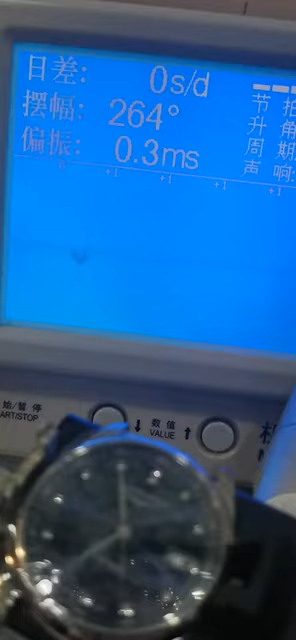 日差: 0s/d
摆幅: 264°
偏振: 0.3ms
节拍
升角
周期
声响:
+1 +1 +1 +1
始/暂 停
ART/STOP
数值
VALUE